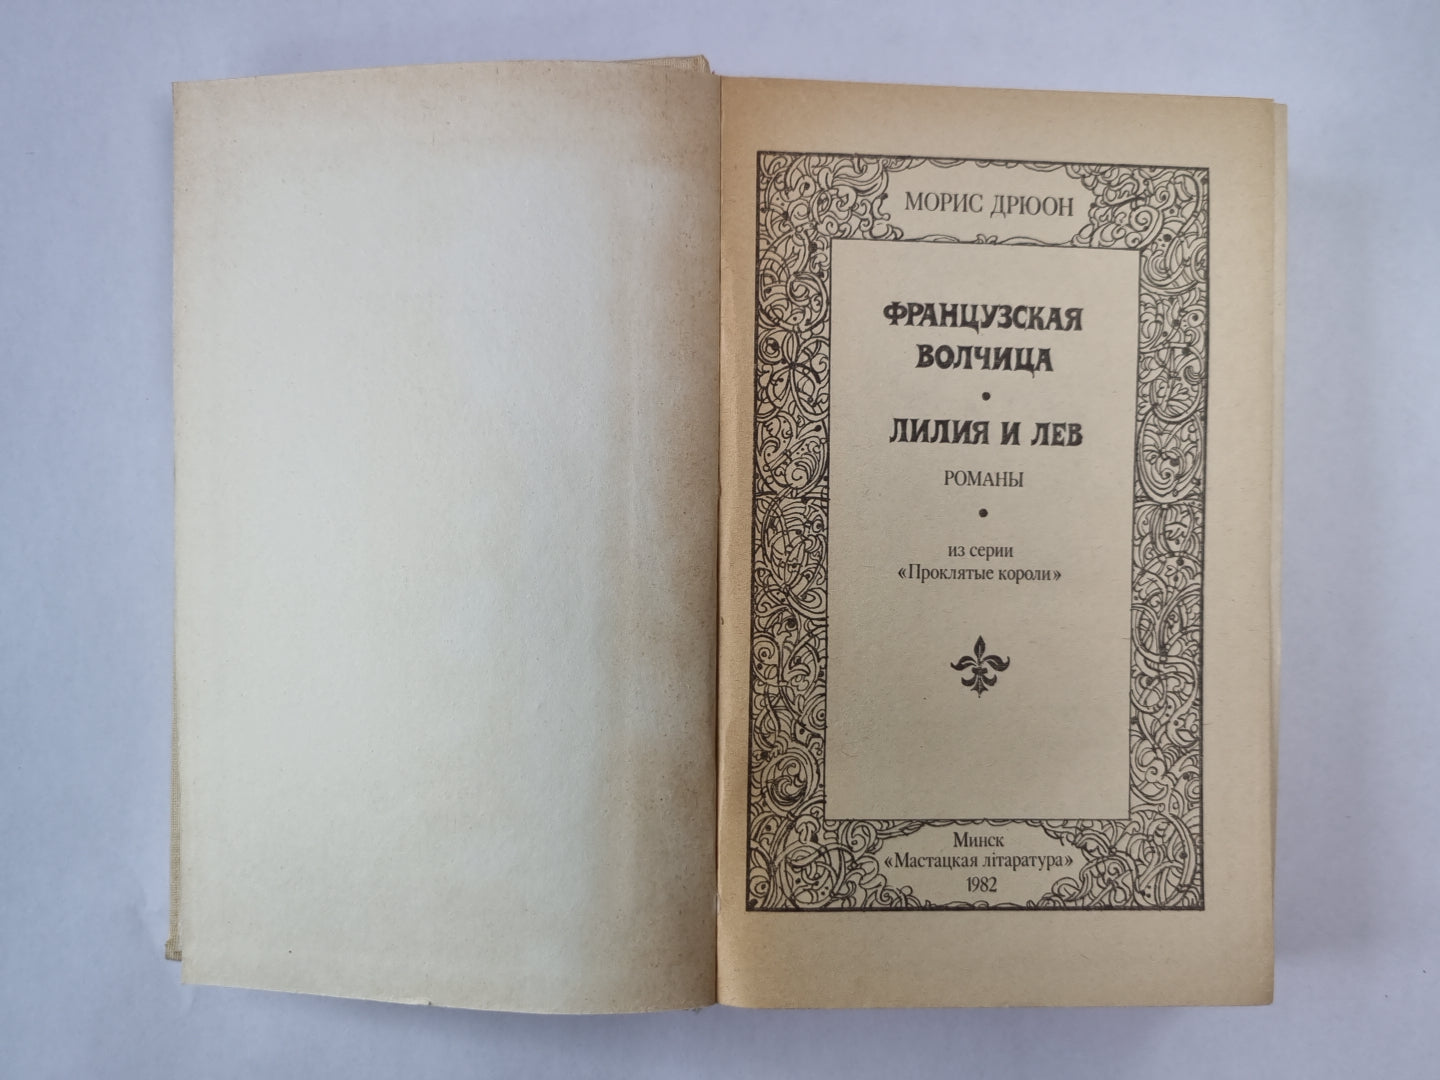 МОРИС ДРЮОН
ФРАНЦУЗСКАЯ
ВОЛЧИЦА
•
ЛИЛИЯ И ЛЕВ
РОМАНЫ
•
из серии
«Проклятые короли»
Минск
«Мастацкая літаратура»
1982